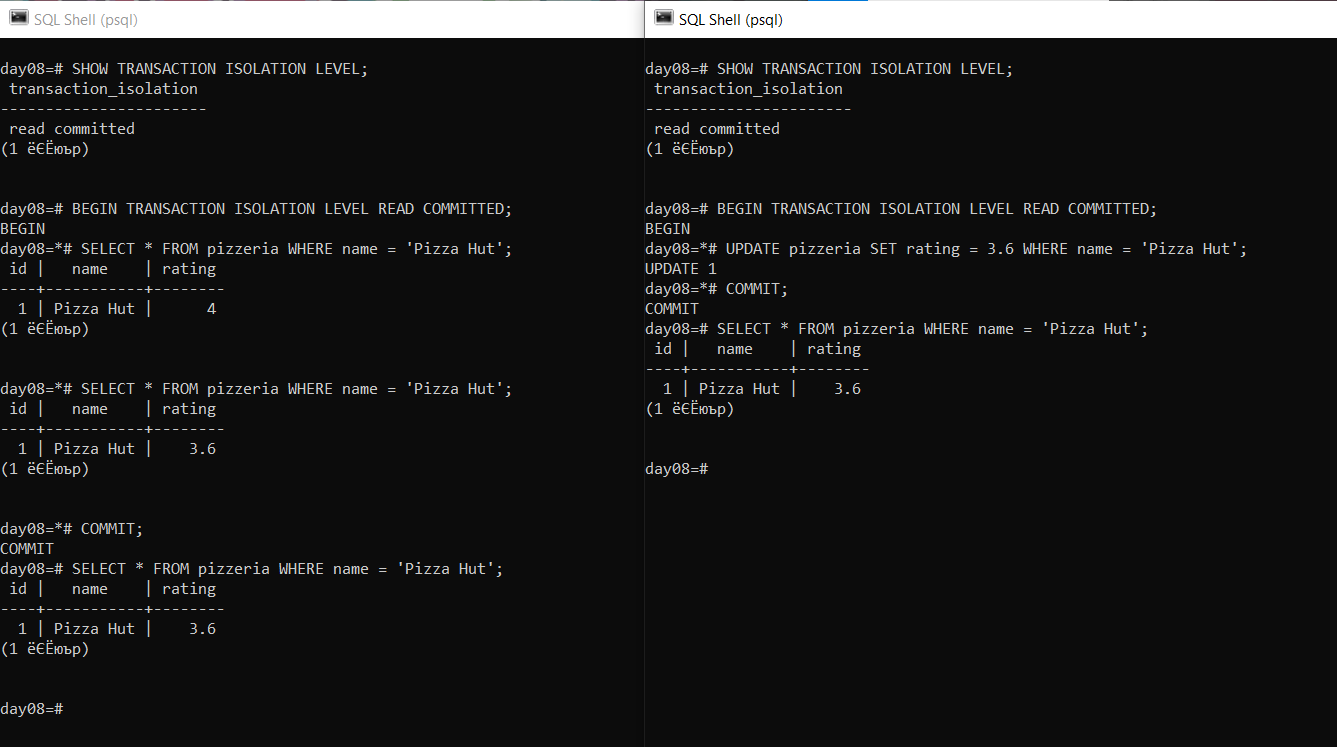 SQL Shell (psql)
day08=# SHOW TRANSACTION ISOLATION LEVEL;
 transaction_isolation
-----------------------
 read committed
(1 ёЄЁюър)
day08=# BEGIN TRANSACTION ISOLATION LEVEL READ COMMITTED;
BEGIN
day08=*# SELECT * FROM pizzeria WHERE name = 'Pizza Hut';
 id |   name    | rating
----+-----------+--------
  1 | Pizza Hut |      4
(1 ёЄЁюър)
day08=*# SELECT * FROM pizzeria WHERE name = 'Pizza Hut';
 id |   name    | rating
----+-----------+--------
  1 | Pizza Hut |    3.6
(1 ёЄЁюър)
day08=*# COMMIT;
COMMIT
day08=# SELECT * FROM pizzeria WHERE name = 'Pizza Hut';
 id |   name    | rating
----+-----------+--------
  1 | Pizza Hut |    3.6
(1 ёЄЁюър)
day08=#
SQL Shell (psql)
day08=# SHOW TRANSACTION ISOLATION LEVEL;
 transaction_isolation
-----------------------
 read committed
(1 ёЄЁюър)
day08=# BEGIN TRANSACTION ISOLATION LEVEL READ COMMITTED;
BEGIN
day08=*# UPDATE pizzeria SET rating = 3.6 WHERE name = 'Pizza Hut';
UPDATE 1
day08=*# COMMIT;
COMMIT
day08=# SELECT * FROM pizzeria WHERE name = 'Pizza Hut';
 id |   name    | rating
----+-----------+--------
  1 | Pizza Hut |    3.6
(1 ёЄЁюър)
day08=#